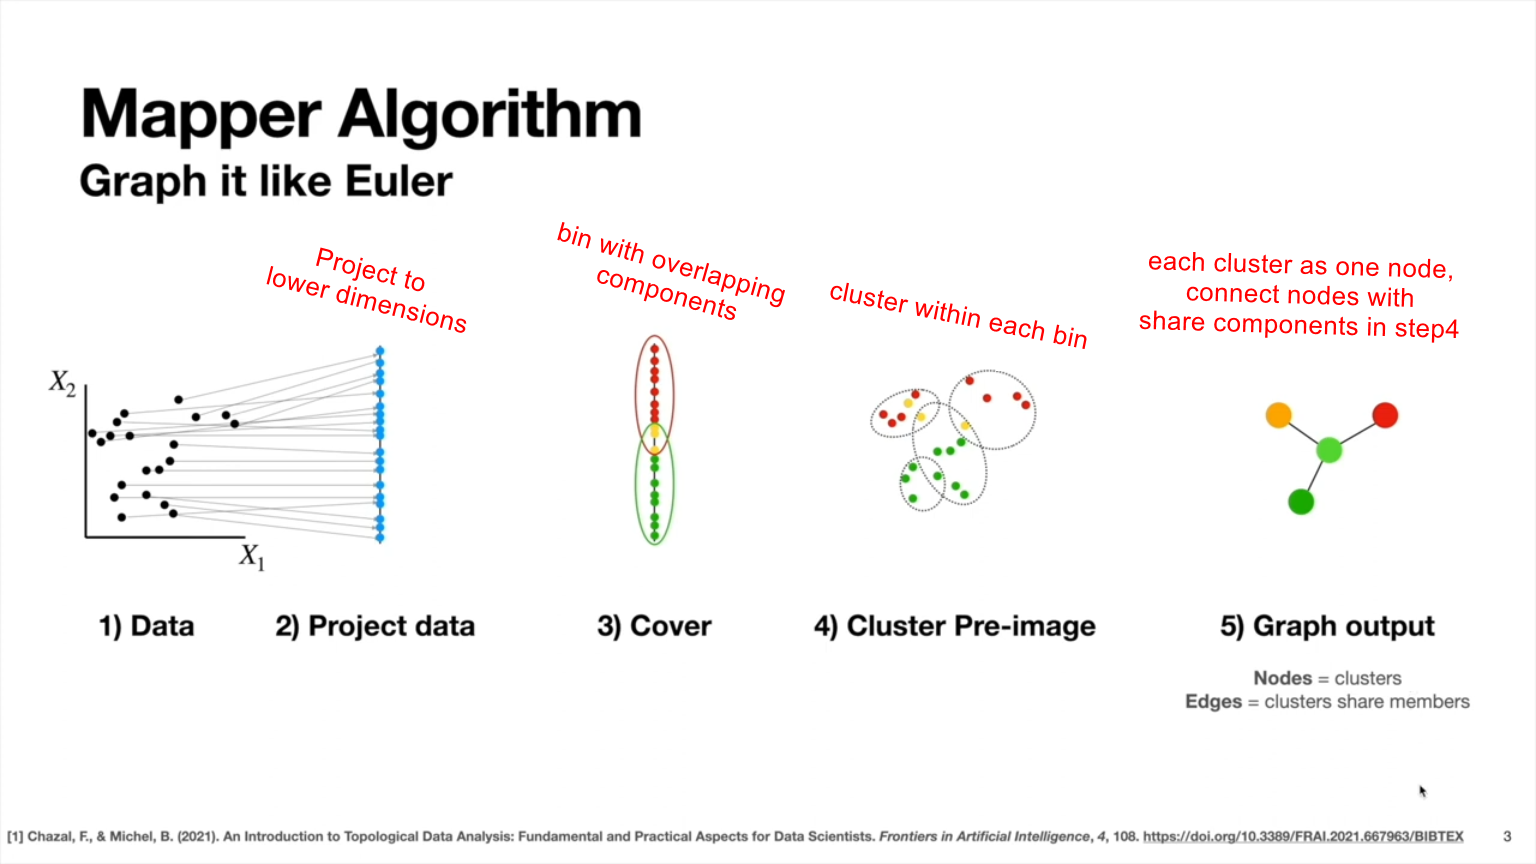 Mapper Algorithm
Graph it like Euler
Project to
lower dimensions
bin with overlapping
components
cluster within each bin
each cluster as one node,
connect nodes with
share components in step4
X2
X1
1) Data
2) Project data
3) Cover
4) Cluster Pre-image
5) Graph output
Nodes = clusters
Edges = clusters share members
[1] Chazal, F., & Michel, B. (2021). An Introduction to Topological Data Analysis: Fundamental and Practical Aspects for Data Scientists. Frontiers in Artificial Intelligence, 4, 108. https://doi.org/10.3389/FRAI.2021.667963/BIBTEX
3